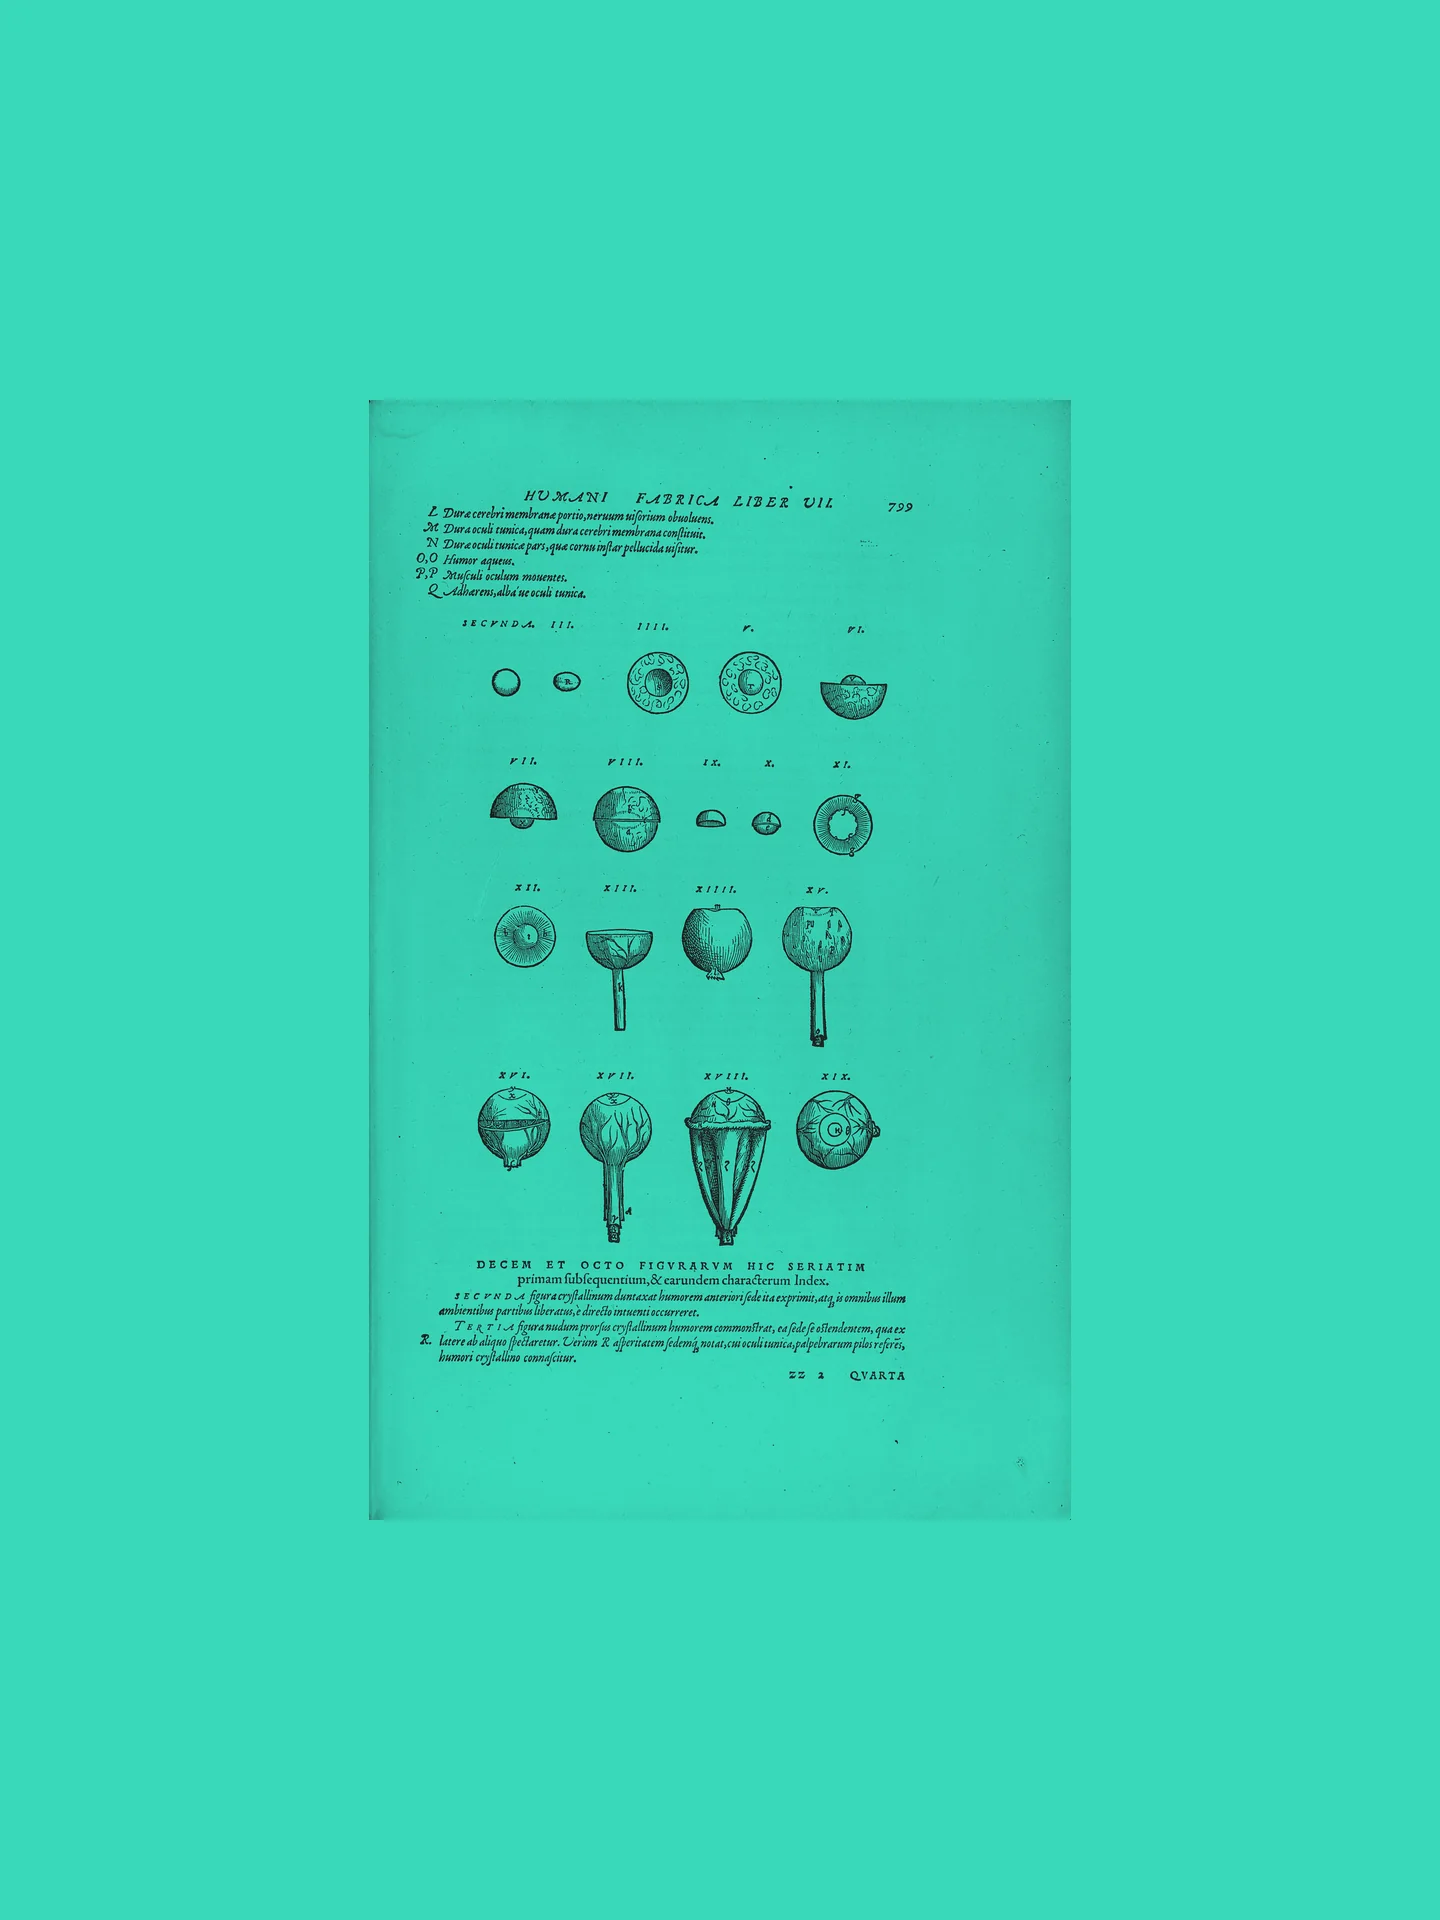 HUMANI FABRICA LIBER VII. 799
L Duræ cerebri membranæ portio, neruum uisorium obuoluens.
M Dura oculi tunica, quam dura cerebri membrana constituit.
N Duræ oculi tunicæ pars, quæ cornu instar pellucida uisitur.
O,O Humor aqueus.
P,P Musculi oculum mouentes.
Q Adhærens, alba'ue oculi tunica.
SECVNDA. III. IIII. V. VI.
VII. VIII. IX. X. XI.
XII. XIII. XIIII. XV.
XVI. XVII. XVIII. XIX.
DECEM ET OCTO FIGVRARVM HIC SERIATIM
primam subsequentium, & earundem characterum Index.
SECVNDA figura crystallinum duntaxat humorem anteriori sede ita exprimit, atq; is omnibus illum
ambientibus partibus liberatus, è directo intuenti occurreret.
TERTIA figura nudum prorsus crystallinum humorem commonstrat, ea sede se ostendentem, qua ex
R. latere ab aliquo spectaretur. Verùm R asperitatem sedemq́; notat, cui oculi tunica, palpebrarum pilos referēs,
humori crystallino connascitur.
ZZ 2 QVARTA